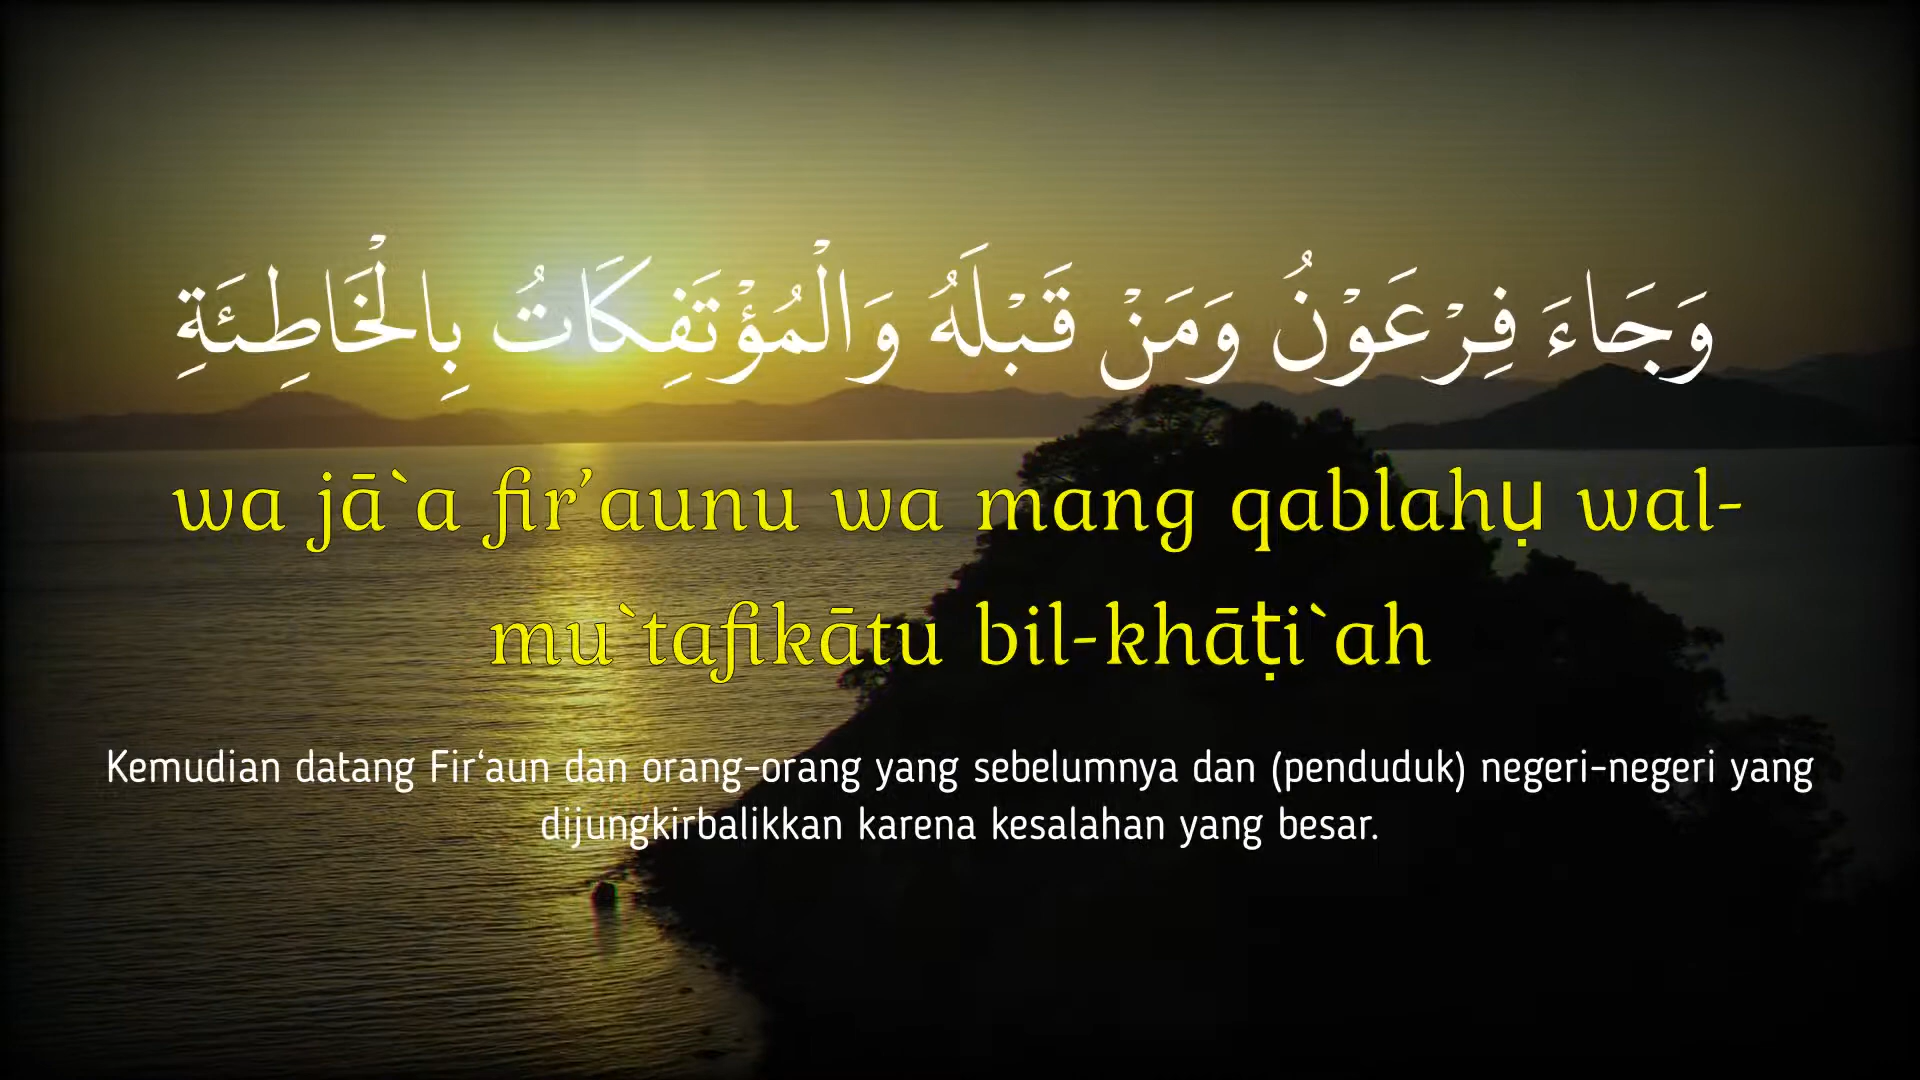 وَجَاءَ فِرْعَوْنُ وَمَنْ قَبْلَهُ وَالْمُؤْتَفِكَاتُ بِالْخَاطِئَةِ
wa jā`a fir’aunu wa mang qablahụ wal-
mu`tafikātu bil-khāṭi`ah
Kemudian datang Fir‘aun dan orang-orang yang sebelumnya dan (penduduk) negeri-negeri yang
dijungkirbalikkan karena kesalahan yang besar.